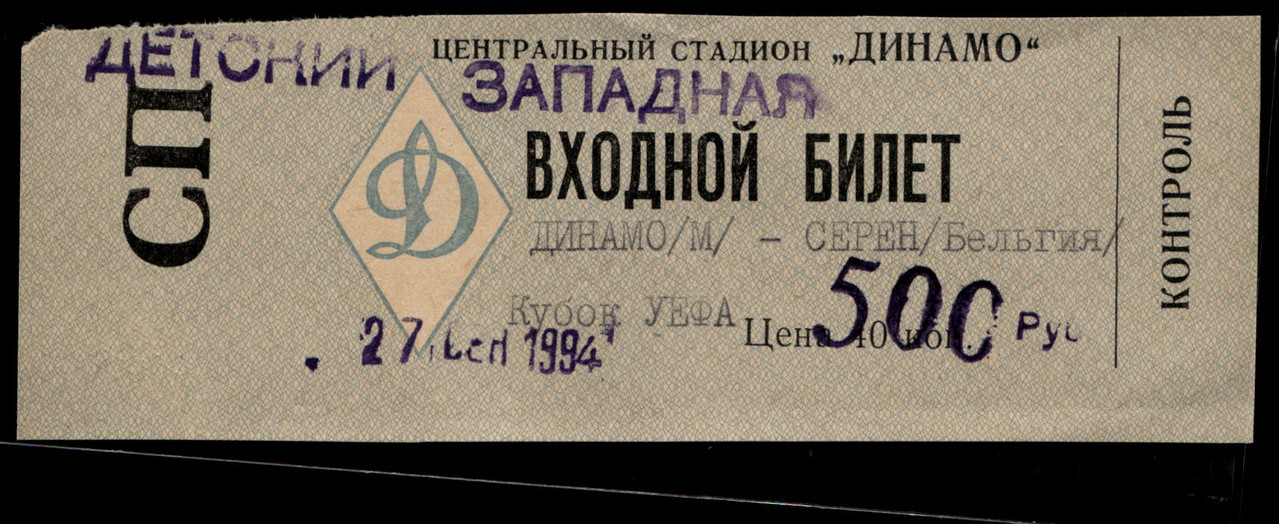 ДЕТСКИЙ
СП
ЦЕНТРАЛЬНЫЙ СТАДИОН „ДИНАМО“
ЗАПАДНАЯ
Д
ВХОДНОЙ БИЛЕТ
ДИНАМО/М/ - СЕРЕН/Бельгия/
Кубок УЕФА
Цена 40 коп.
500 Руб
27 Сен 1994
КОНТРОЛЬ